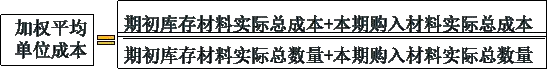 加权平均
单位成本
=
期初库存材料实际总成本+本期购入材料实际总成本
期初库存材料实际总数量+本期购入材料实际总数量